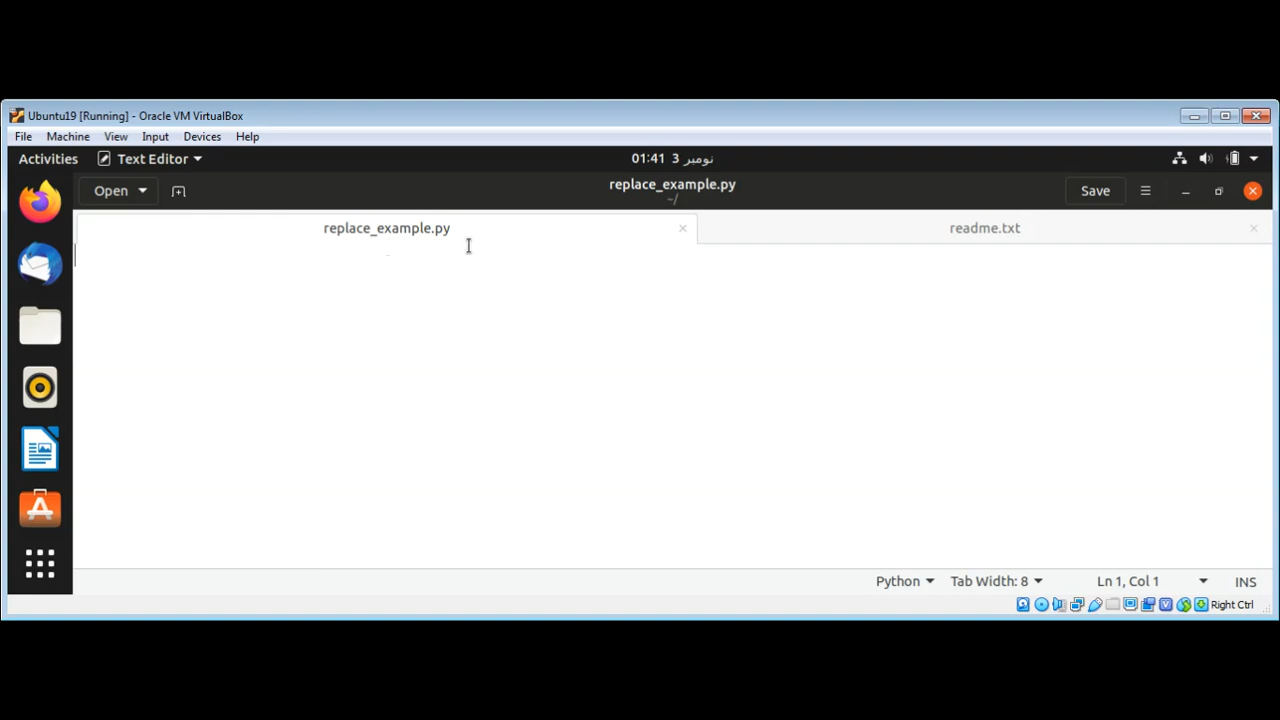 Ubuntu19 [Running] - Oracle VM VirtualBox
File Machine View Input Devices Help
Activities Text Editor 01:41 3 نومبر
Open replace_example.py Save
~/
replace_example.py readme.txt
Python Tab Width: 8 Ln 1, Col 1 INS
Right Ctrl